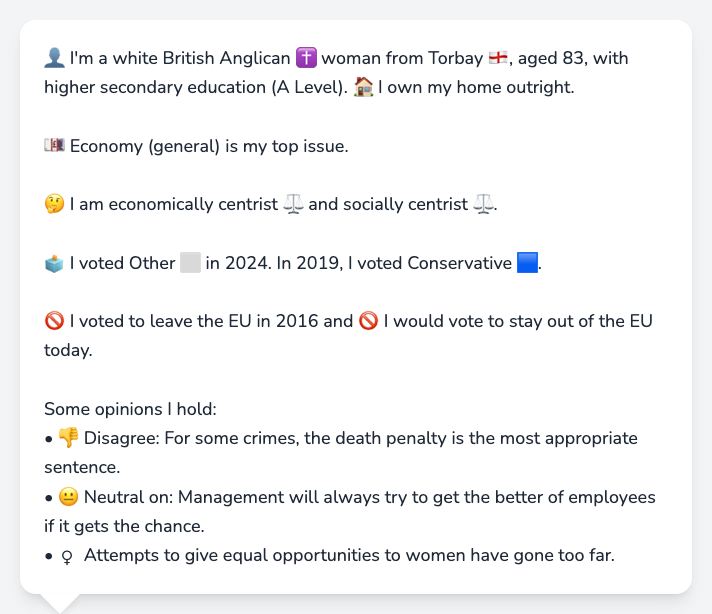 👤 I'm a white British Anglican ✝️ woman from Torbay 🏴󠁧󠁢󠁥󠁮󠁧󠁿, aged 83, with
higher secondary education (A Level). 🏠 I own my home outright.
💷 Economy (general) is my top issue.
🤔 I am economically centrist ⚖️ and socially centrist ⚖️.
🗳️ I voted Other ⬜ in 2024. In 2019, I voted Conservative 🟦.
🚫 I voted to leave the EU in 2016 and 🚫 I would vote to stay out of the EU
today.
Some opinions I hold:
• 👎 Disagree: For some crimes, the death penalty is the most appropriate
sentence.
• 😐 Neutral on: Management will always try to get the better of employees
if it gets the chance.
• ♀ Attempts to give equal opportunities to women have gone too far.